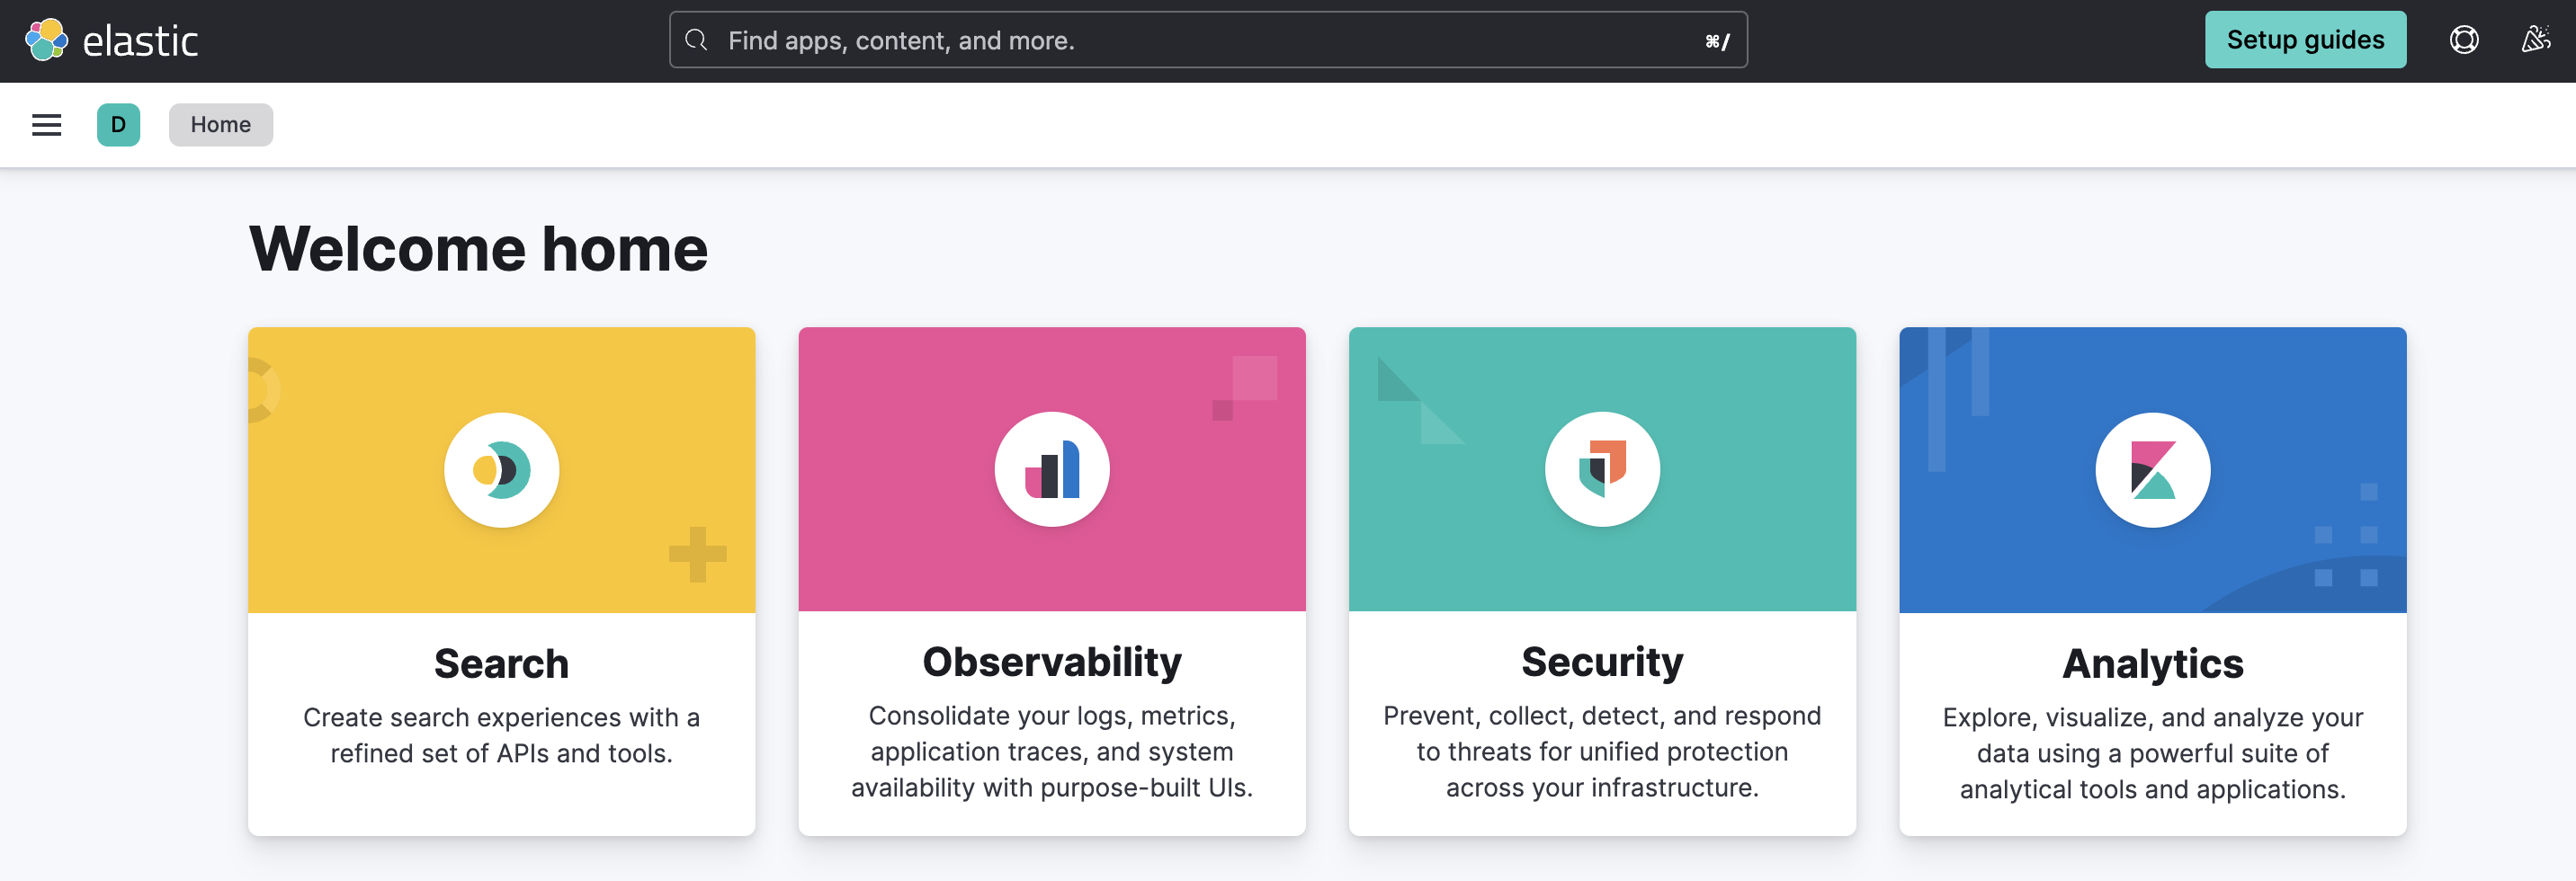 elastic
Find apps, content, and more.
⌘/
Setup guides
D
Home
Welcome home
Search
Create search experiences with a
refined set of APIs and tools.
Observability
Consolidate your logs, metrics,
application traces, and system
availability with purpose-built UIs.
Security
Prevent, collect, detect, and respond
to threats for unified protection
across your infrastructure.
Analytics
Explore, visualize, and analyze your
data using a powerful suite of
analytical tools and applications.